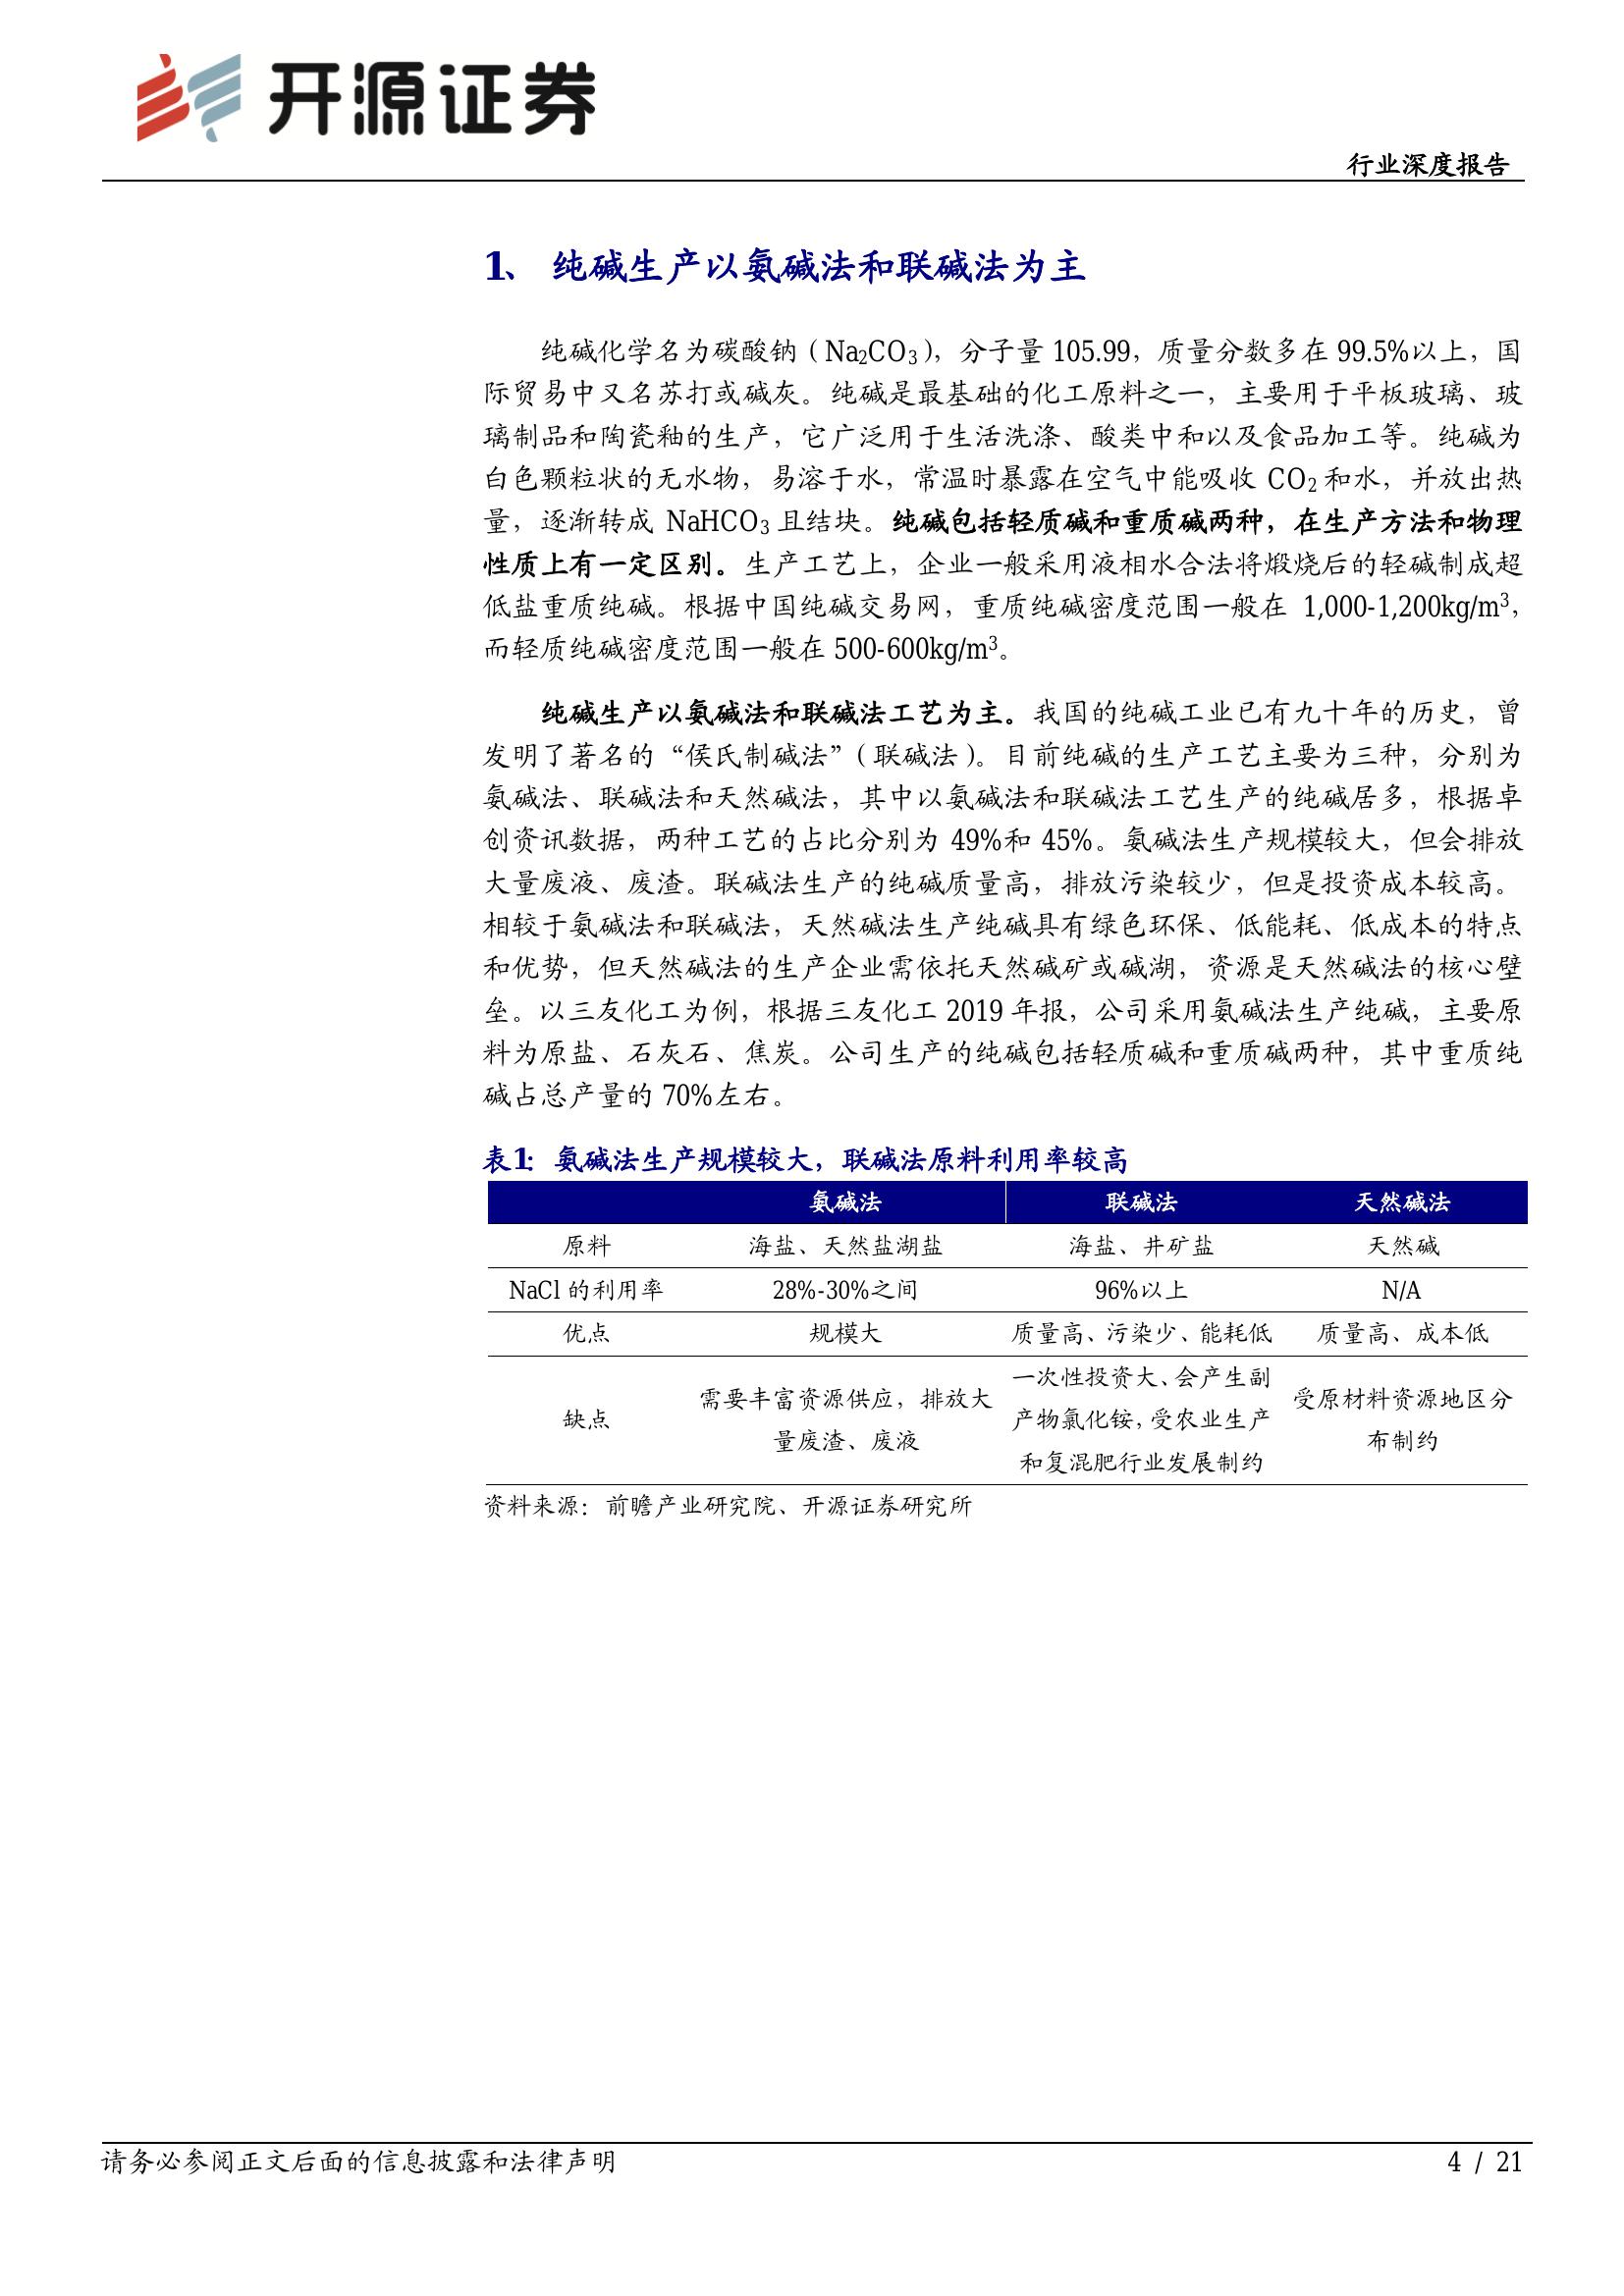 开源证券
行业深度报告
1、 纯碱生产以氨碱法和联碱法为主
纯碱化学名为碳酸钠（Na₂CO₃），分子量 105.99，质量分数多在 99.5%以上，国
际贸易中又名苏打或碱灰。纯碱是最基础的化工原料之一，主要用于平板玻璃、玻
璃制品和陶瓷釉的生产，它广泛用于生活洗涤、酸类中和以及食品加工等。纯碱为
白色颗粒状的无水物，易溶于水，常温时暴露在空气中能吸收 CO₂ 和水，并放出热
量，逐渐转成 NaHCO₃ 且结块。纯碱包括轻质碱和重质碱两种，在生产方法和物理
性质上有一定区别。生产工艺上，企业一般采用液相水合法将煅烧后的轻碱制成超
低盐重质纯碱。根据中国纯碱交易网，重质纯碱密度范围一般在 1,000-1,200kg/m³，
而轻质纯碱密度范围一般在 500-600kg/m³。
纯碱生产以氨碱法和联碱法工艺为主。我国的纯碱工业已有九十年的历史，曾
发明了著名的“侯氏制碱法”（联碱法）。目前纯碱的生产工艺主要为三种，分别为
氨碱法、联碱法和天然碱法，其中以氨碱法和联碱法工艺生产的纯碱居多，根据卓
创资讯数据，两种工艺的占比分别为 49%和 45%。氨碱法生产规模较大，但会排放
大量废液、废渣。联碱法生产的纯碱质量高，排放污染较少，但是投资成本较高。
相较于氨碱法和联碱法，天然碱法生产纯碱具有绿色环保、低能耗、低成本的特点
和优势，但天然碱法的生产企业需依托天然碱矿或碱湖，资源是天然碱法的核心壁
垒。以三友化工为例，根据三友化工 2019 年报，公司采用氨碱法生产纯碱，主要原
料为原盐、石灰石、焦炭。公司生产的纯碱包括轻质碱和重质碱两种，其中重质纯
碱占总产量的 70%左右。
表1：氨碱法生产规模较大，联碱法原料利用率较高
氨碱法 联碱法 天然碱法
原料 海盐、天然盐湖盐 海盐、井矿盐 天然碱
NaCl 的利用率 28%-30%之间 96%以上 N/A
优点 规模大 质量高、污染少、能耗低 质量高、成本低
缺点 需要丰富资源供应，排放大
量废渣、废液 一次性投资大、会产生副
产物氯化铵，受农业生产
和复混肥行业发展制约 受原材料资源地区分
布制约
资料来源：前瞻产业研究院、开源证券研究所
请务必参阅正文后面的信息披露和法律声明
4 / 21